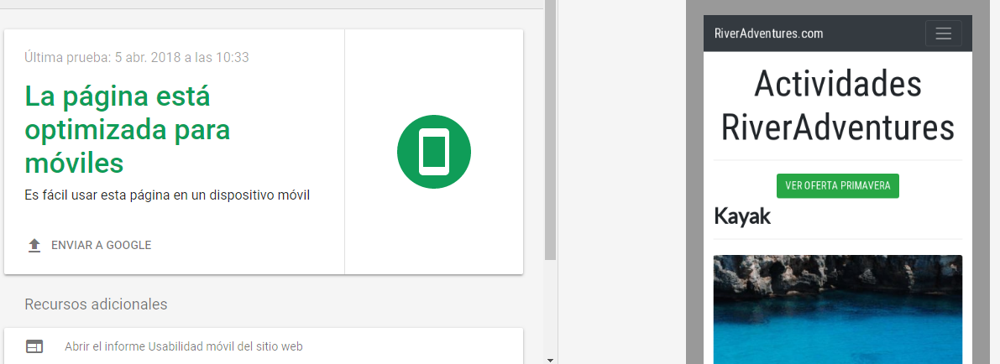 Última prueba: 5 abr. 2018 a las 10:33
La página está
optimizada para
móviles
Es fácil usar esta página en un dispositivo móvil
ENVIAR A GOOGLE
Recursos adicionales
Abrir el informe Usabilidad móvil del sitio web
RiverAdventures.com
Actividades
RiverAdventures
VER OFERTA PRIMAVERA
Kayak